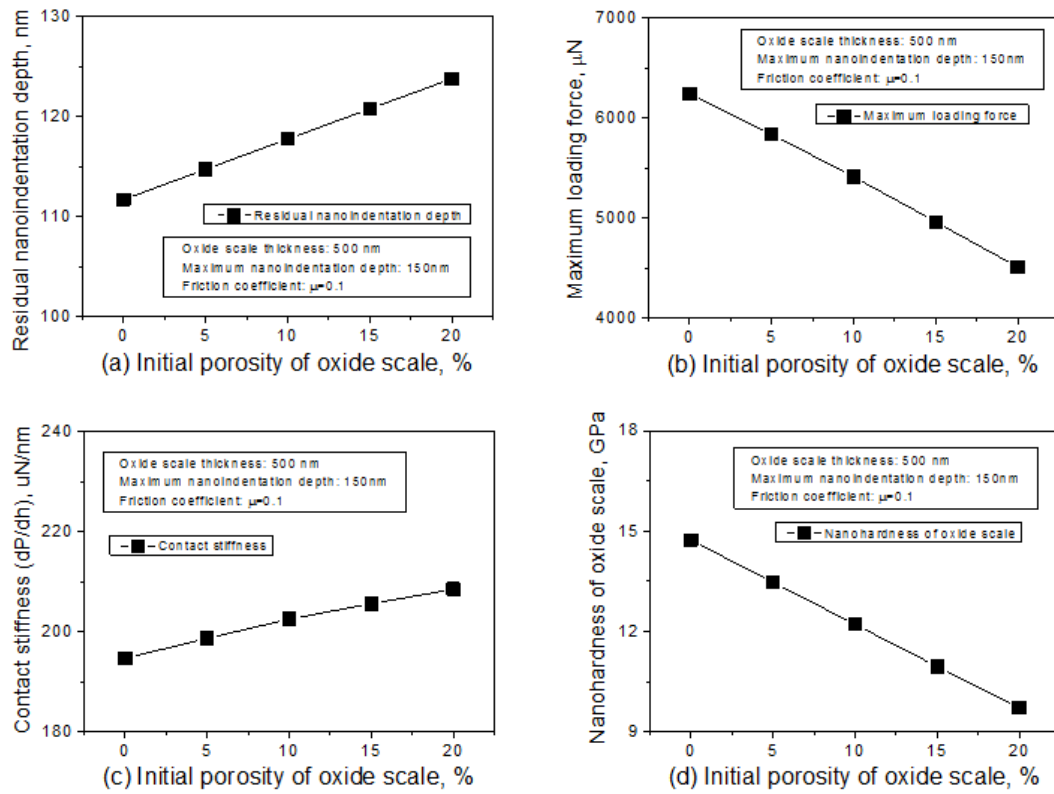 Residual nanoindentation depth, nm
130
120
110
100
Residual nanoindentation depth
Oxide scale thickness: 500 nm
Maximum nanoindentation depth: 150nm
Friction coefficient: μ=0.1
0 5 10 15 20
(a) Initial porosity of oxide scale, %
Maximum loading force, μN
7000
6000
5000
4000
Oxide scale thickness: 500 nm
Maximum nanoindentation depth: 150nm
Friction coefficient: μ=0.1
Maximum loading force
0 5 10 15 20
(b) Initial porosity of oxide scale, %
Contact stiffness (dP/dh), uN/nm
240
220
200
180
Oxide scale thickness: 500 nm
Maximum nanoindentation depth: 150nm
Friction coefficient: μ=0.1
Contact stiffness
0 5 10 15 20
(c) Initial porosity of oxide scale, %
Nanohardness of oxide scale, GPa
18
15
12
9
Oxide scale thickness: 500 nm
Maximum nanoindentation depth: 150nm
Friction coefficient: μ=0.1
Nanohardness of oxide scale
0 5 10 15 20
(d) Initial porosity of oxide scale, %